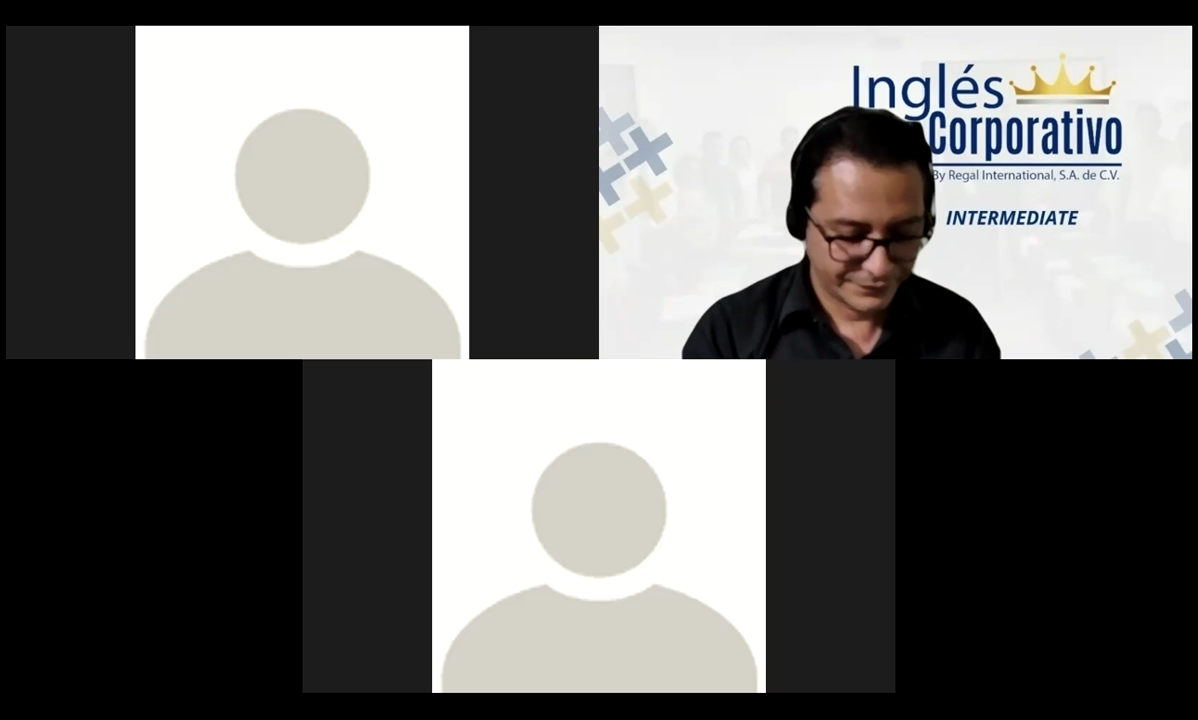 Inglés
Corporativo
By Regal International, S.A. de C.V.
INTERMEDIATE